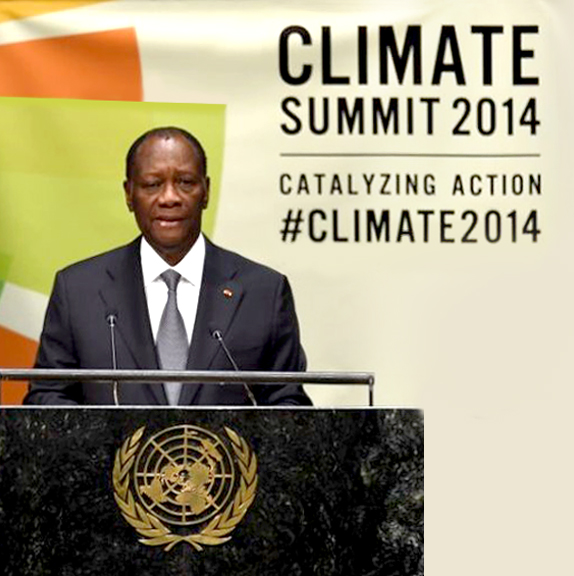 CLIMATE
SUMMIT 2014
CATALYZING ACTION
#CLIMATE2014